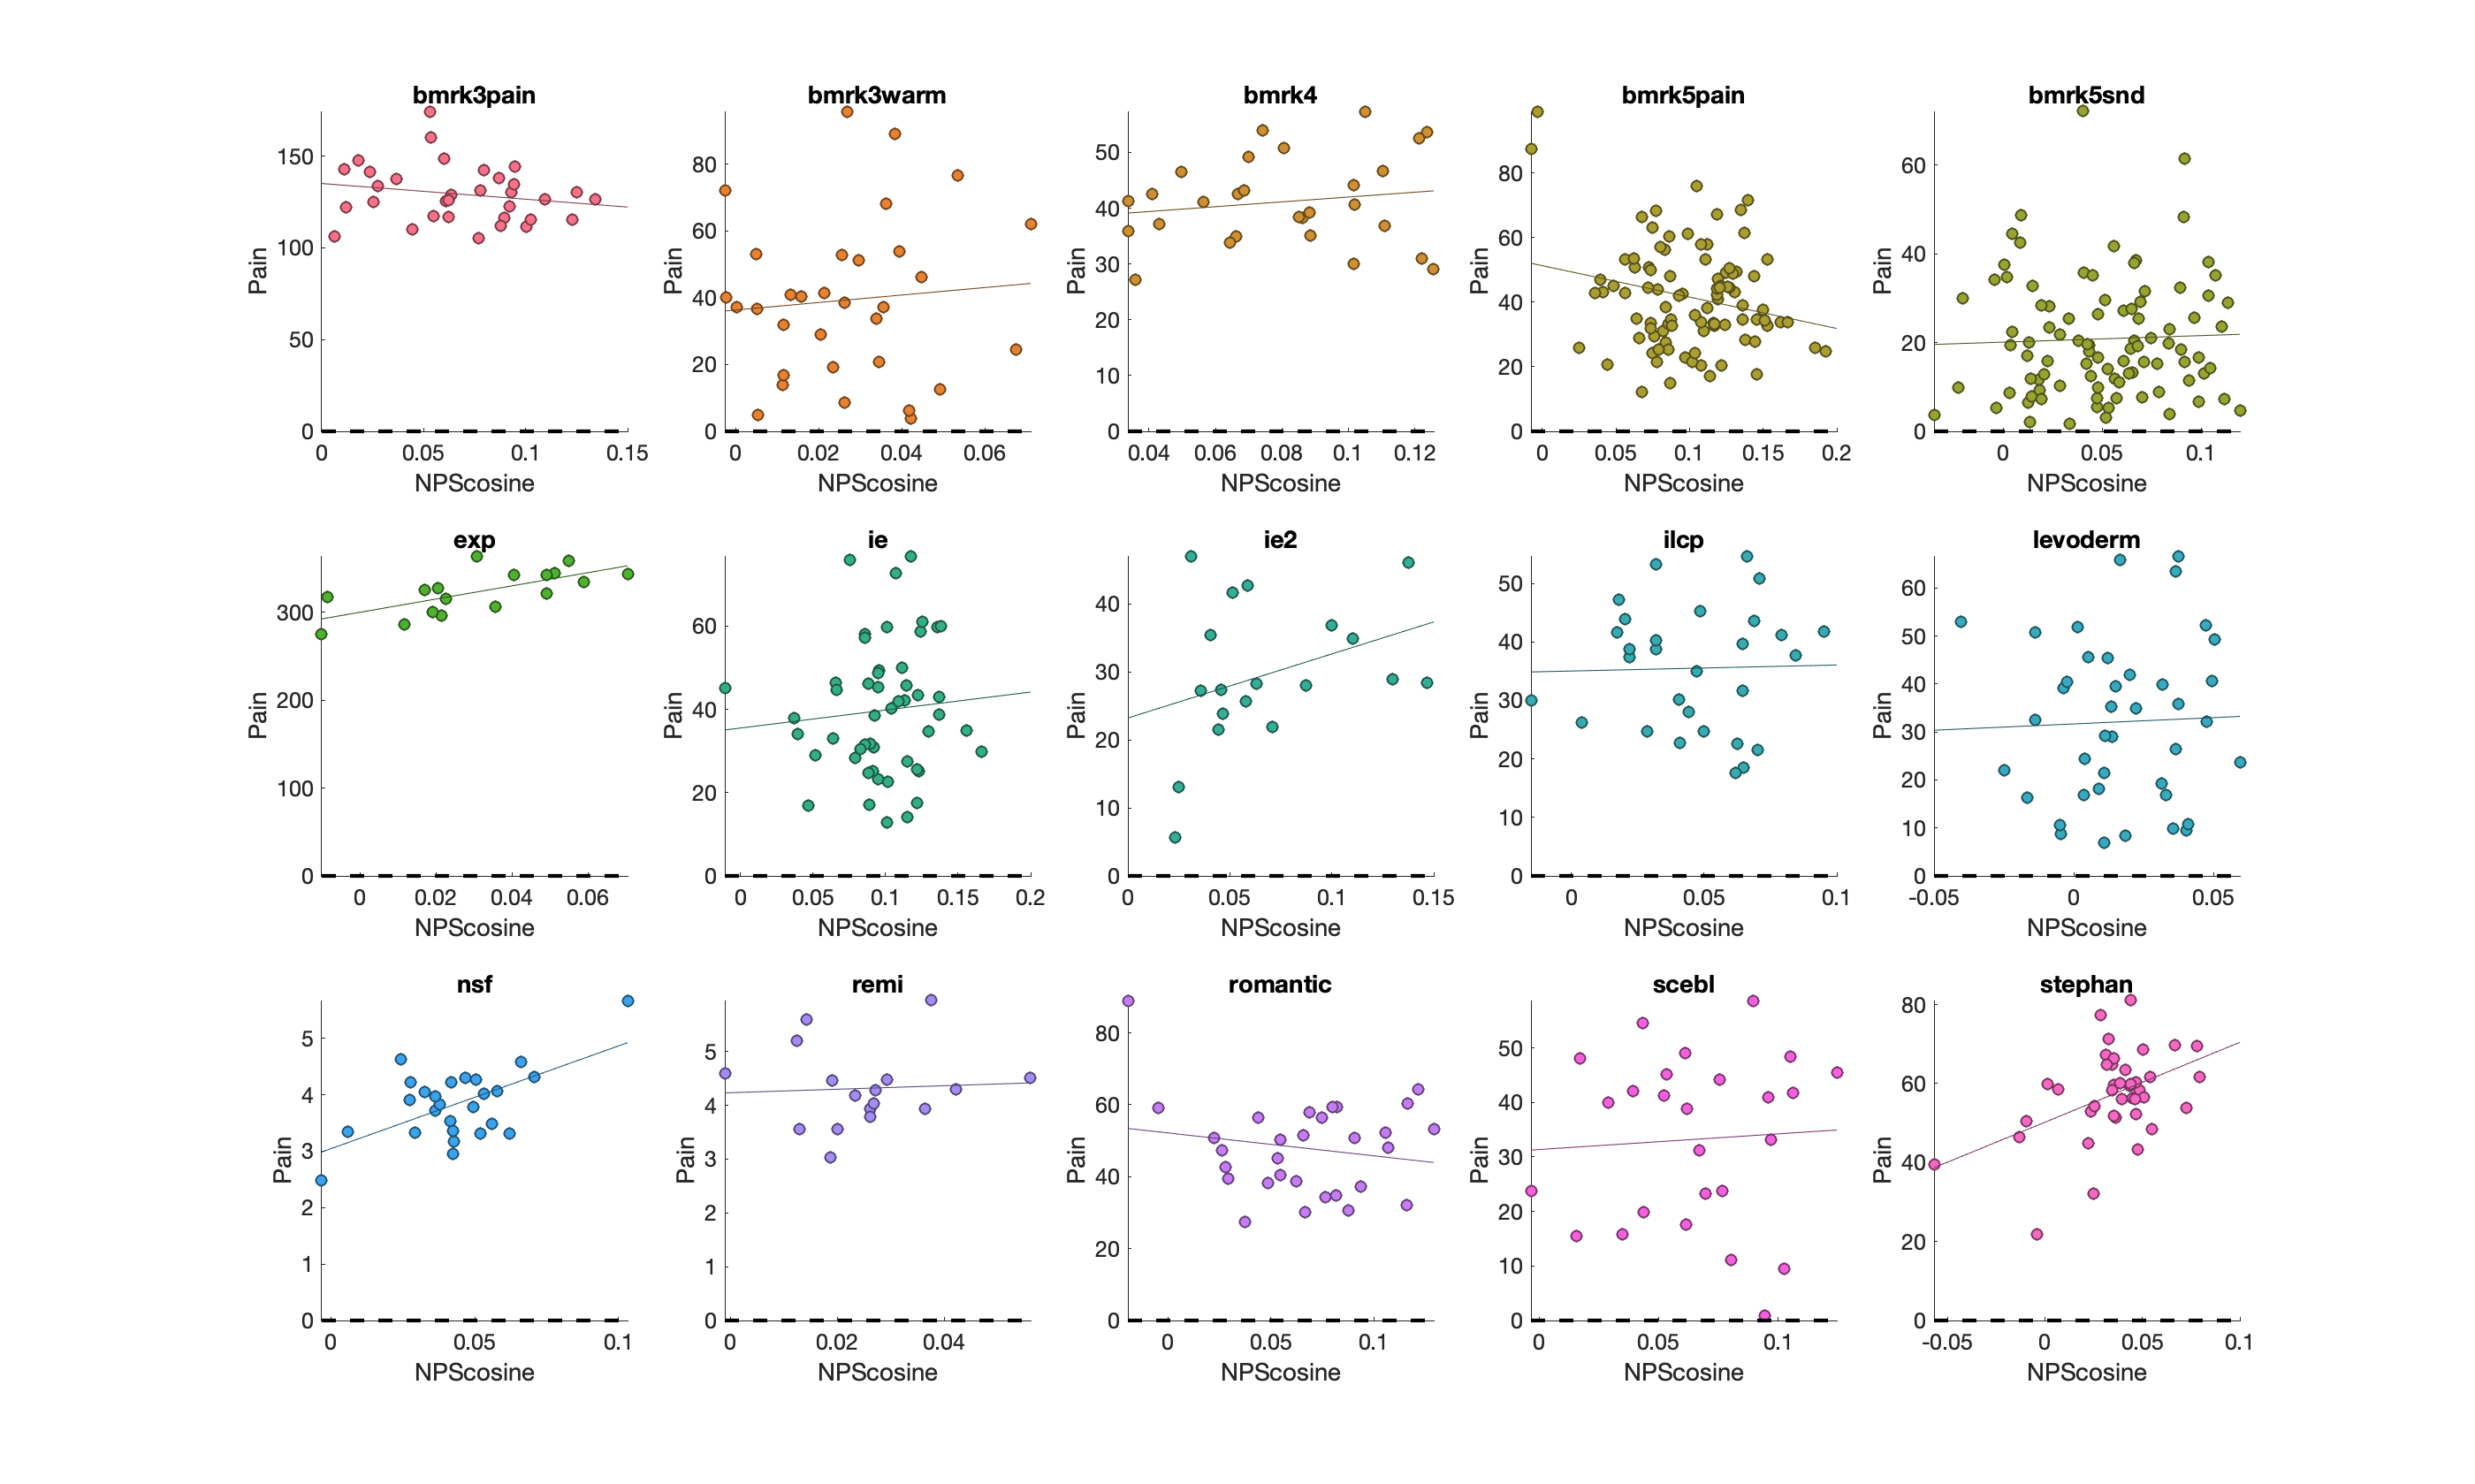 bmrk3pain
bmrk3warm
bmrk4
bmrk5pain
bmrk5snd
150
100
50
0
Pain
0 0.05 0.1 0.15
NPScosine
80
60
40
20
0
Pain
0 0.02 0.04 0.06
NPScosine
50
40
30
20
10
0
Pain
0.04 0.06 0.08 0.1 0.12
NPScosine
80
60
40
20
0
Pain
0 0.05 0.1 0.15 0.2
NPScosine
60
40
20
0
Pain
0 0.05 0.1
NPScosine
exp
ie
ie2
ilcp
levoderm
300
200
100
0
Pain
0 0.02 0.04 0.06
NPScosine
60
40
20
0
Pain
0 0.05 0.1 0.15 0.2
NPScosine
40
30
20
10
0
Pain
0 0.05 0.1 0.15
NPScosine
50
40
30
20
10
0
Pain
0 0.05 0.1
NPScosine
60
50
40
30
20
10
0
Pain
-0.05 0 0.05
NPScosine
nsf
remi
romantic
scebl
stephan
5
4
3
2
1
0
Pain
0 0.05 0.1
NPScosine
5
4
3
2
1
0
Pain
0 0.02 0.04
NPScosine
80
60
40
20
0
Pain
0 0.05 0.1
NPScosine
50
40
30
20
10
0
Pain
0 0.05 0.1
NPScosine
80
60
40
20
0
Pain
-0.05 0 0.05 0.1
NPScosine